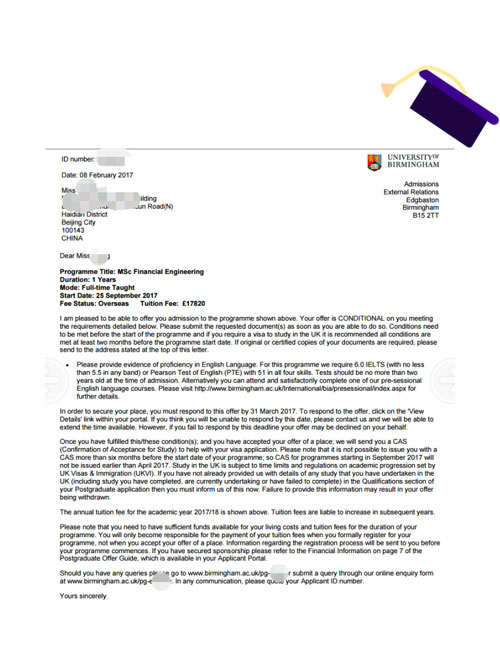 ID number:
UNIVERSITY OF
BIRMINGHAM
Date: 08 February 2017
Admissions
External Relations
Edgbaston
Birmingham
B15 2TT
Miss
Road(N)
Haidian District
Beijing City
100143
CHINA
Dear Miss
Programme Title: MSc Financial Engineering
Duration: 1 Years
Mode: Full-time Taught
Start Date: 25 September 2017
Fee Status: Overseas Tuition Fee: £17820
I am pleased to be able to offer you admission to the programme shown above. Your offer is CONDITIONAL on you meeting
the requirements detailed below. Please submit the requested document(s) as soon as you are able to do so. Conditions need
to be met before the start of the programme and if you require a visa to study in the UK it is recommended all conditions are
met at least two months before the programme start date. If original or certified copies of your documents are required, please
send to the address stated at the top of this letter.
• Please provide evidence of proficiency in English Language. For this programme we require 6.0 IELTS (with no less
than 5.5 in any band) or Pearson Test of English (PTE) with 51 in all four skills. Tests should be no more than two
years old at the time of admission. Alternatively you can attend and satisfactorily complete one of our pre-sessional
English language courses. Please visit http://www.birmingham.ac.uk/International/bia/presessional/index.aspx for
further details.
In order to secure your place, you must respond to this offer by 31 March 2017. To respond to the offer, click on the 'View
Details' link within your portal. If you think you will be unable to respond by this date, please contact us and we will be able to
extend the time available. However, if you fail to respond by this deadline your offer may be declined on your behalf.
Once you have fulfilled this/these condition(s); and you have accepted your offer of a place; we will send you a CAS
(Confirmation of Acceptance for Study) to help with your visa application. Please note that it is not possible to issue you with a
CAS more than six months before the start date of your programme; so CAS for programmes starting in September 2017 will
not be issued earlier than April 2017. Study in the UK is subject to time limits and regulations on academic progression set by
UK Visas & Immigration (UKVI). If you have not already provided us with details of any study that you have undertaken in the
UK (including study you have completed, are currently undertaking or have failed to complete) in the Qualifications section of
your Postgraduate application then you must inform us of this now. Failure to provide this information may result in your offer
being withdrawn.
The annual tuition fee for the academic year 2017/18 is shown above. Tuition fees are liable to increase in subsequent years.
Please note that you need to have sufficient funds available for your living costs and tuition fees for the duration of your
programme. You will only become responsible for the payment of your tuition fees when you formally register for your
programme, not when you accept your offer of a place. Information regarding the registration process will be sent to you before
your programme commences. If you have secured sponsorship please refer to the Financial Information on page 7 of the
Postgraduate Offer Guide, which is available in your Applicant Portal.
Should you have any queries please go to www.birmingham.ac.uk/pg- r submit a query through our online enquiry form
at www.birmingham.ac.uk/pg-e . In any communication, please quote your Applicant ID number.
Yours sincerely